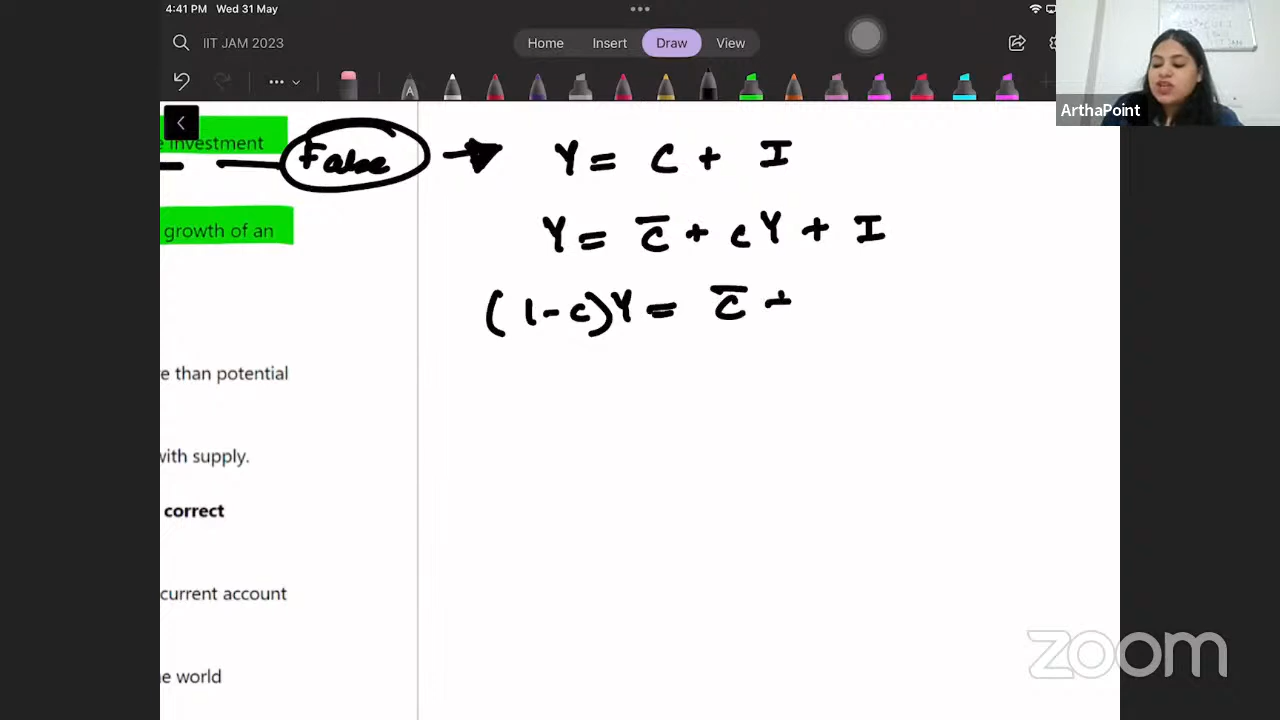 4:41 PM Wed 31 May
IIT JAM 2023
Home Insert Draw View
ArthaPoint
investment
False → Y = C + I
growth of an
Y = C̅ + cY + I
(1-c)Y = C̅ +
than potential
with supply.
correct
current account
world
zoom